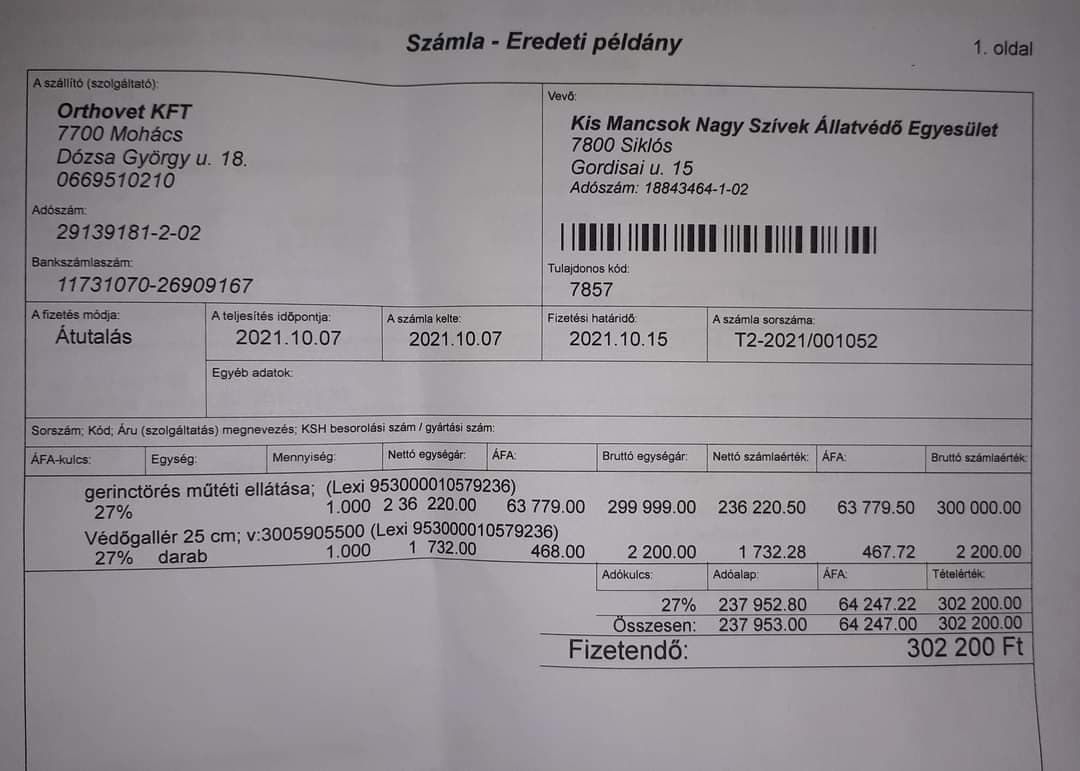 Számla - Eredeti példány
1. oldal
A szállító (szolgáltató):
Orthovet KFT
7700 Mohács
Dózsa György u. 18.
0669510210
Adószám:
29139181-2-02
Bankszámlaszám:
11731070-26909167
Vevő:
Kis Mancsok Nagy Szívek Állatvédő Egyesület
7800 Siklós
Gordisai u. 15
Adószám: 18843464-1-02
Tulajdonos kód:
7857
A fizetés módja:
Átutalás
A teljesítés időpontja:
2021.10.07
A számla kelte:
2021.10.07
Fizetési határidő:
2021.10.15
A számla sorszáma:
T2-2021/001052
Egyéb adatok:
Sorszám; Kód; Áru (szolgáltatás) megnevezés; KSH besorolási szám / gyártási szám:
ÁFA-kulcs: Egység: Mennyiség: Nettó egységár: ÁFA: Bruttó egységár: Nettó számlaérték: ÁFA: Bruttó számlaérték:
gerinctörés műtéti ellátása; (Lexi 953000010579236)
27% 1.000 2 36 220.00 63 779.00 299 999.00 236 220.50 63 779.50 300 000.00
Védőgallér 25 cm; v:3005905500 (Lexi 953000010579236)
27% darab 1.000 1 732.00 468.00 2 200.00 1 732.28 467.72 2 200.00
Adókulcs: Adóalap: ÁFA: Tételérték:
27% 237 952.80 64 247.22 302 200.00
Összesen: 237 953.00 64 247.00 302 200.00
Fizetendő: 302 200 Ft